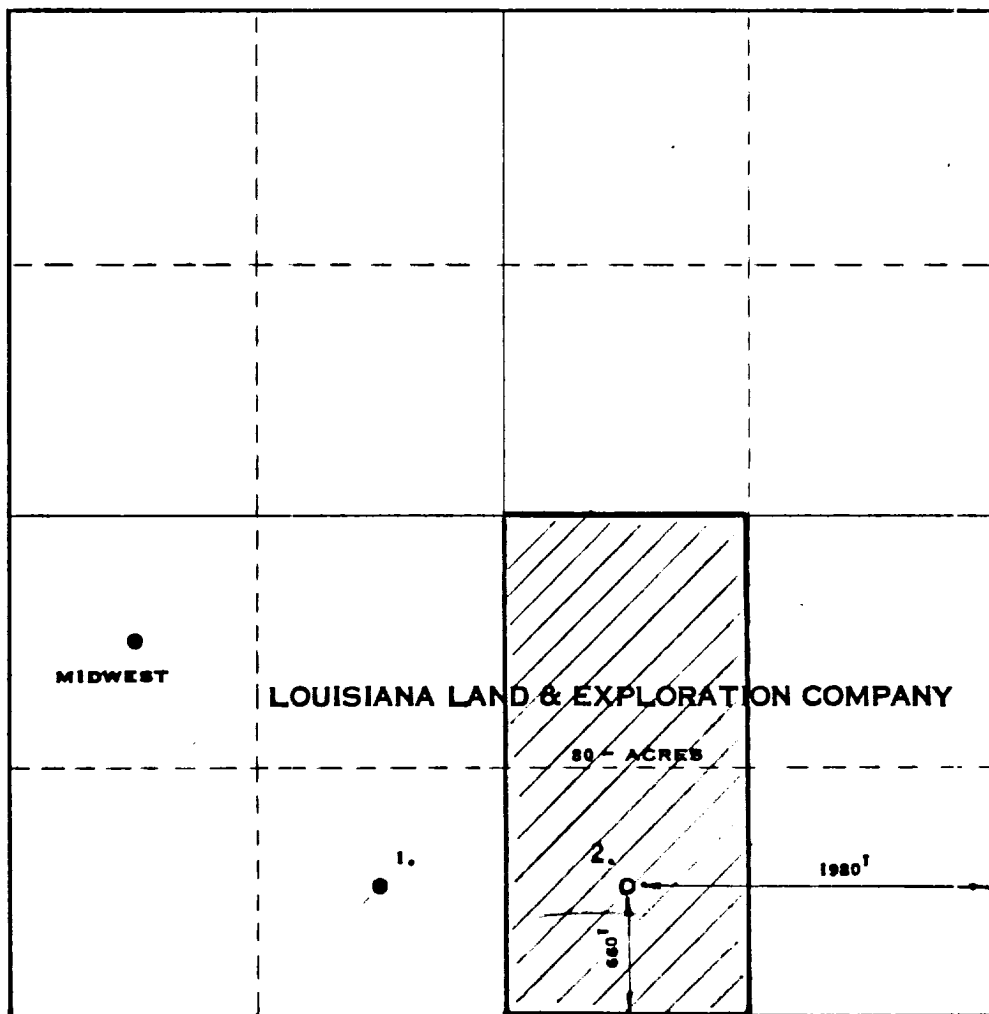 MIDWEST
LOUISIANA LAND & EXPLORATION COMPANY
80 - ACRES
1.
2.
1980'
660'